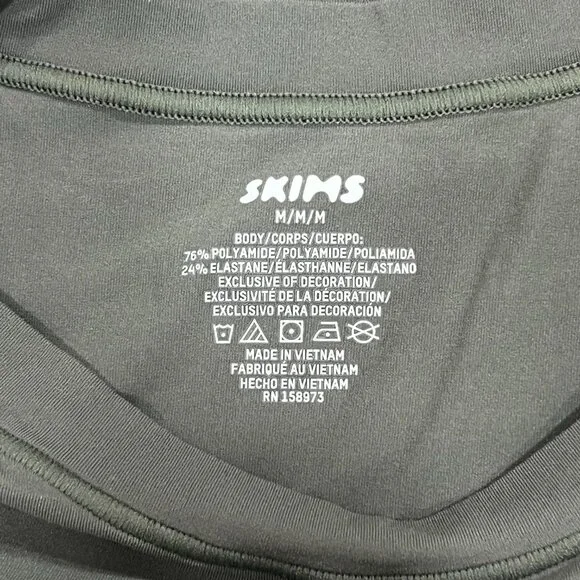 SKIMS
M/M/M
BODY/CORPS/CUERPO:
76% POLYAMIDE/POLYAMIDE/POLIAMIDA
24% ELASTANE/ÉLASTHANNE/ELASTANO
EXCLUSIVE OF DECORATION/
EXCLUSIVITÉ DE LA DÉCORATION/
EXCLUSIVO PARA DECORACIÓN
MADE IN VIETNAM
FABRIQUÉ AU VIETNAM
HECHO EN VIETNAM
RN 158973